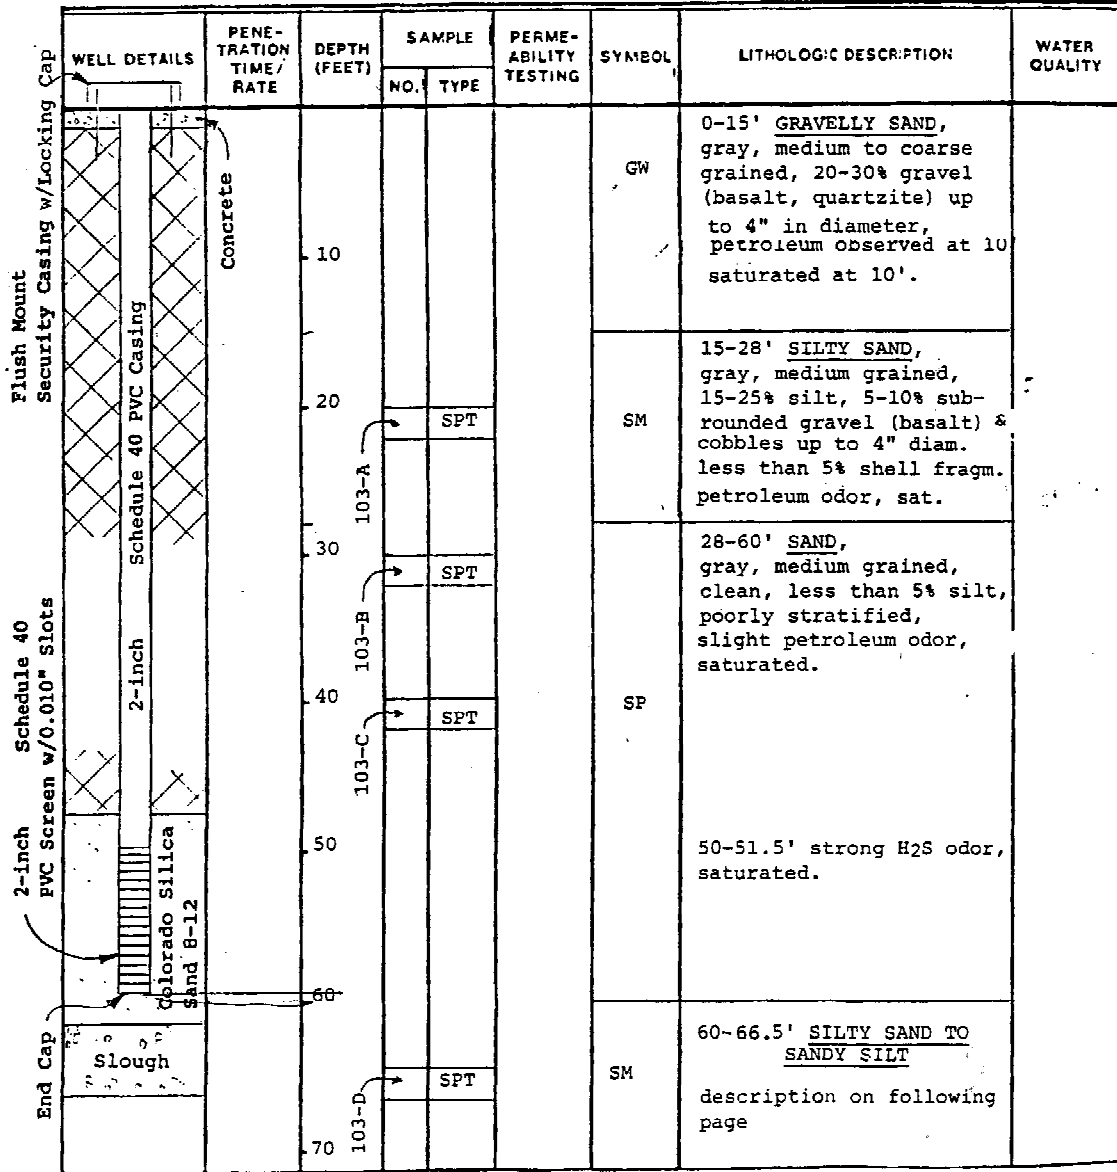 WELL DETAILS
PENE-
TRATION
TIME/
RATE
DEPTH
(FEET)
SAMPLE
NO.
TYPE
PERME-
ABILITY
TESTING
SYMBOL
LITHOLOGIC DESCRIPTION
WATER
QUALITY
Flush Mount
Security Casing w/Locking Cap
Concrete
Schedule 40 PVC Casing
2-inch
2-inch Schedule 40
PVC Screen w/0.010" Slots
Colorado Silica
Sand 8-12
End Cap
Slough
10
20
30
40
50
60
70
103-A
SPT
103-B
SPT
103-C
SPT
103-D
SPT
GW
0-15' GRAVELLY SAND,
gray, medium to coarse
grained, 20-30% gravel
(basalt, quartzite) up
to 4" in diameter,
petroleum observed at 10
saturated at 10'.
SM
15-28' SILTY SAND,
gray, medium grained,
15-25% silt, 5-10% sub-
rounded gravel (basalt) &
cobbles up to 4" diam.
less than 5% shell fragm.
petroleum odor, sat.
SP
28-60' SAND,
gray, medium grained,
clean, less than 5% silt,
poorly stratified,
slight petroleum odor,
saturated.
50-51.5' strong H2S odor,
saturated.
SM
60-66.5' SILTY SAND TO
SANDY SILT
description on following
page